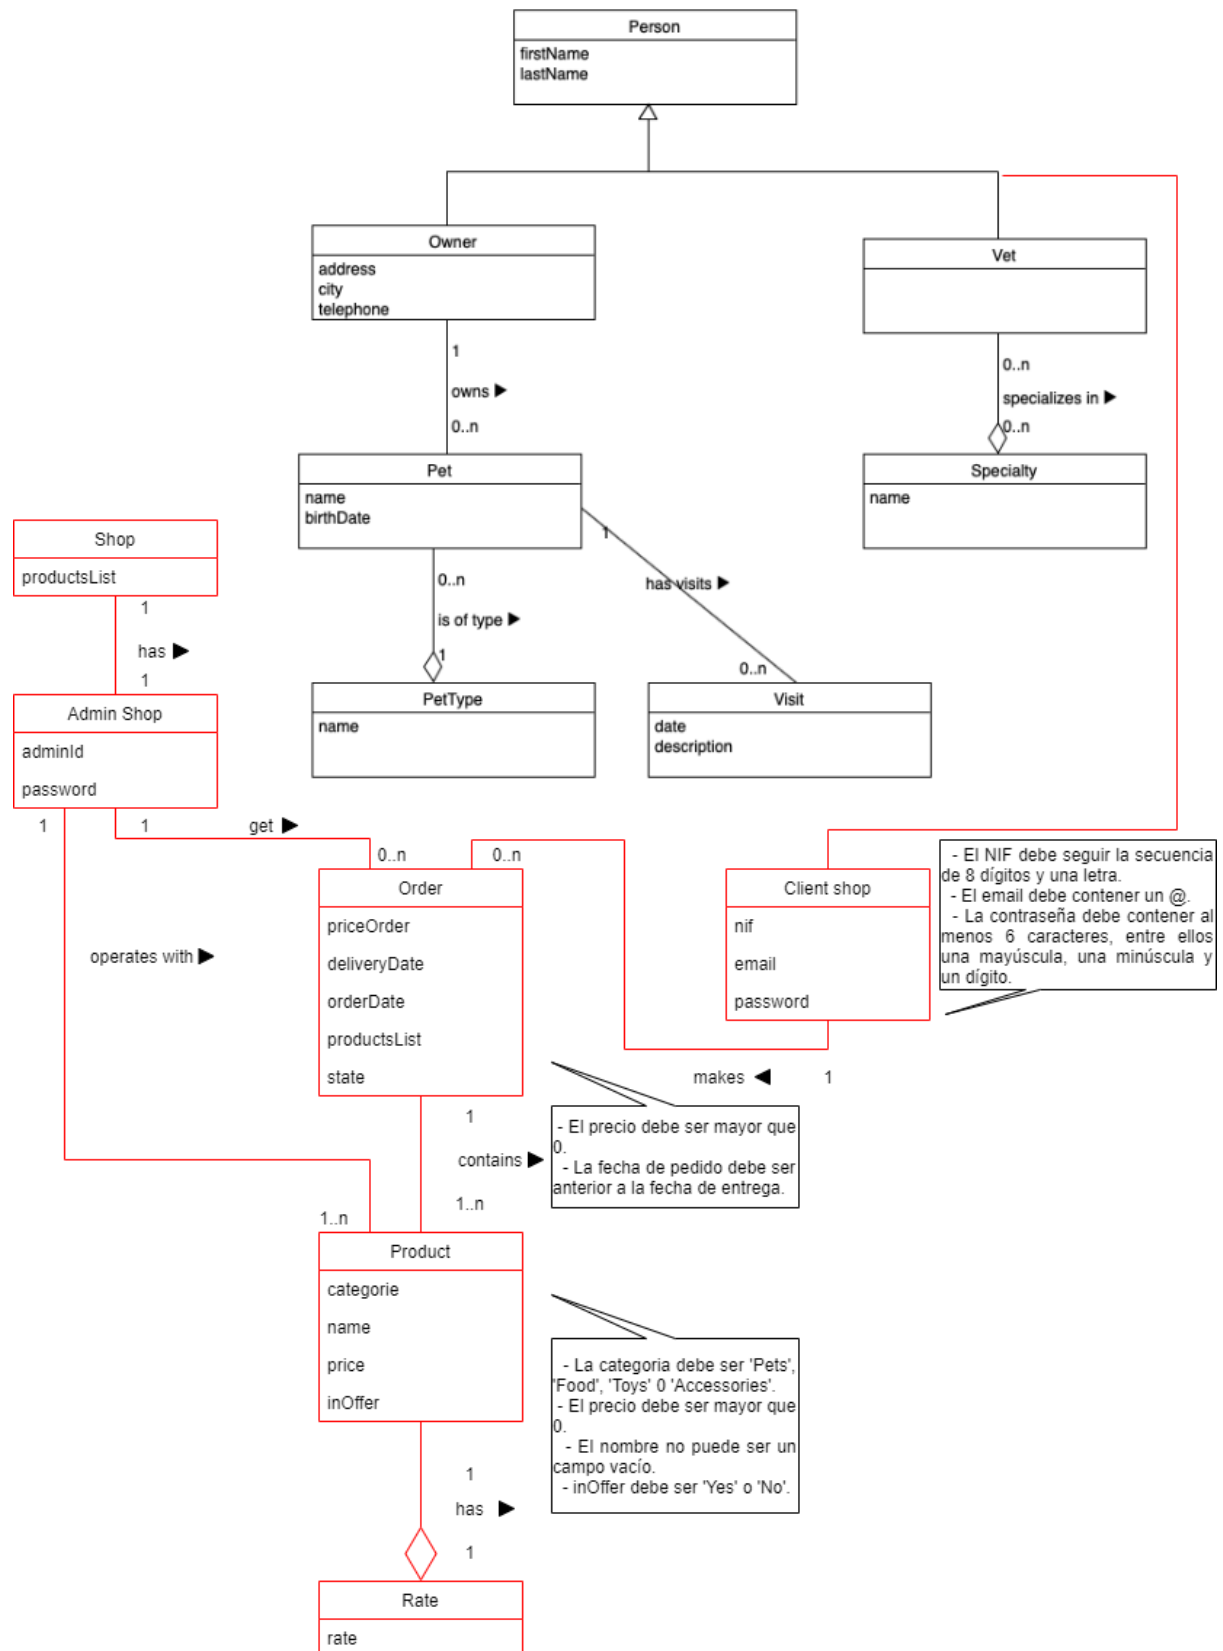 Person
firstName
lastName
Owner
address
city
telephone
Vet
1
owns
0..n
0..n
specializes in
0..n
Pet
name
birthDate
Specialty
name
Shop
productsList
1
has
1
0..n
is of type
1
1
has visits
0..n
PetType
name
Visit
date
description
Admin Shop
adminId
password
1
1
get
0..n
0..n
operates with
Order
priceOrder
deliveryDate
orderDate
productsList
state
Client shop
nif
email
password
- El NIF debe seguir la secuencia
de 8 dígitos y una letra.
- El email debe contener un @.
- La contraseña debe contener al
menos 6 caracteres, entre ellos
una mayúscula, una minúscula y
un dígito.
makes
1
1
contains
1..n
1..n
- El precio debe ser mayor que
0.
- La fecha de pedido debe ser
anterior a la fecha de entrega.
Product
categorie
name
price
inOffer
- La categoria debe ser 'Pets',
'Food', 'Toys' 0 'Accessories'.
- El precio debe ser mayor que
0.
- El nombre no puede ser un
campo vacío.
- inOffer debe ser 'Yes' o 'No'.
1
has
1
Rate
rate